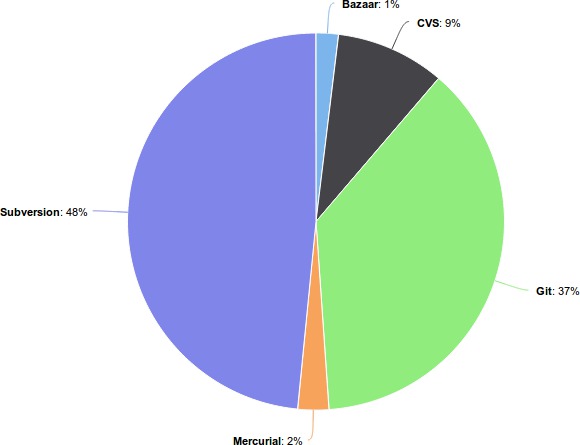 Bazaar: 1%
CVS: 9%
Subversion: 48%
Git: 37%
Mercurial: 2%